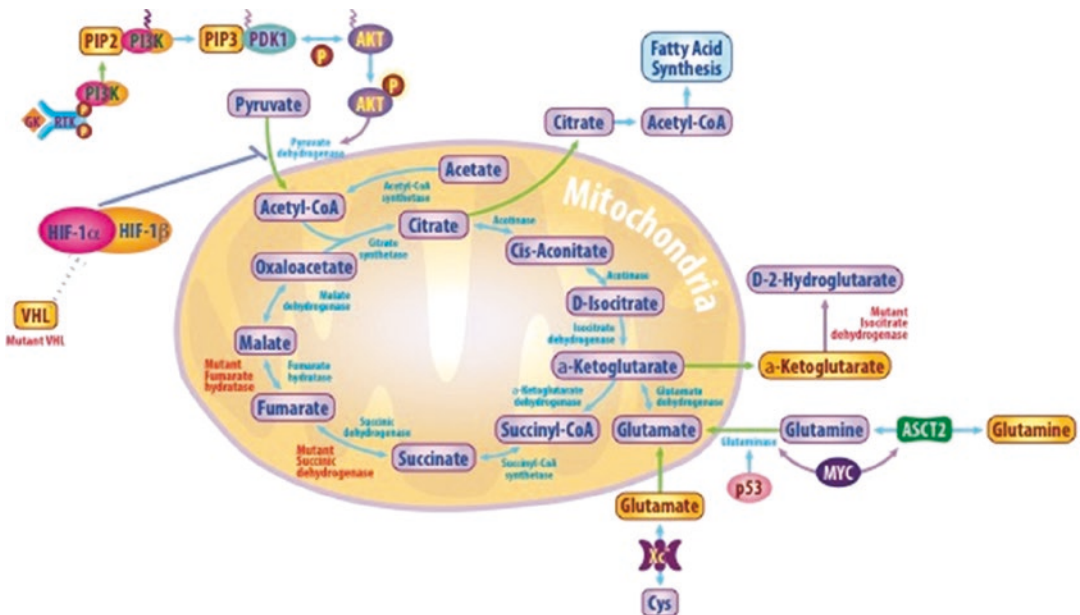 PIP2
PI3K
PIP3
PDK1
P
AKT
PI3K
P
P
GK
RTK
P
AKT
Pyruvate
Pyruvate
dehydrogenase
Fatty Acid
Synthesis
Citrate
Acetyl-CoA
Mitochondria
Acetate
Acetyl-CoA
synthetase
Acetyl-CoA
Citrate
Citrate
synthetase
Acotinase
HIF-1α
HIF-1β
Oxaloacetate
Cis-Aconitate
Acotinase
Malate
dehydrogenase
D-Isocitrate
D-2-Hydroglutarate
VHL
Mutant VHL
Malate
Isocitrate
dehydrogenase
Mutant
Isocitrate
dehydrogenase
Mutant
Fumarate
hydratase
Fumarate
hydratase
a-Ketoglutarate
a-Ketoglutarate
Fumarate
a-Ketoglutarate
dehydrogenase
Glutamate
dehydrogenase
Succinic
dehydrogenase
Succinyl-CoA
Glutamate
Glutamine
ASCT2
Glutamine
Glutaminase
Mutant
Succinic
dehydrogenase
Succinate
Succinyl-CoA
synthetase
MYC
p53
Glutamate
Xc
Cys